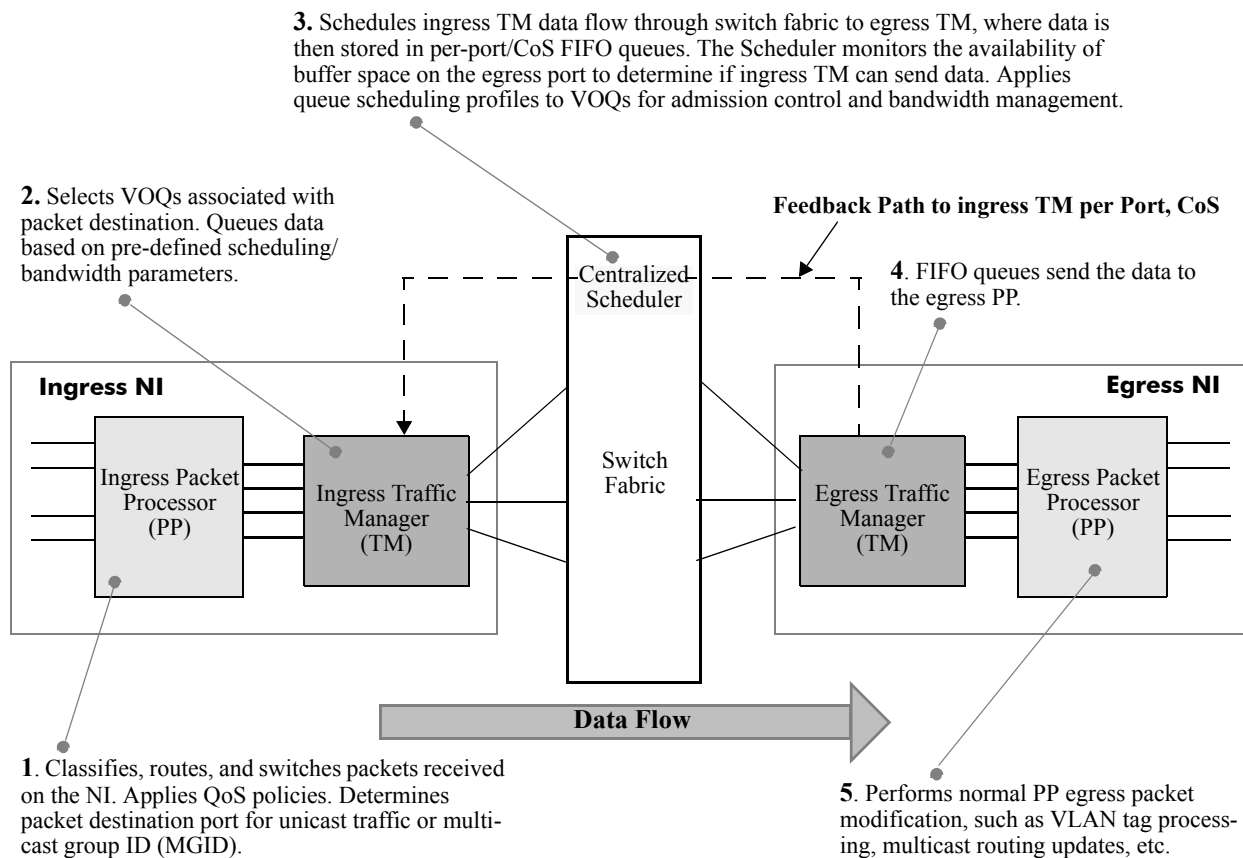 3. Schedules ingress TM data flow through switch fabric to egress TM, where data is
then stored in per-port/CoS FIFO queues. The Scheduler monitors the availability of
buffer space on the egress port to determine if ingress TM can send data. Applies
queue scheduling profiles to VOQs for admission control and bandwidth management.
2. Selects VOQs associated with
packet destination. Queues data
based on pre-defined scheduling/
bandwidth parameters.
Feedback Path to ingress TM per Port, CoS
Centralized
Scheduler
4. FIFO queues send the data to
the egress PP.
Ingress NI
Egress NI
Ingress Packet
Processor
(PP)
Ingress Traffic
Manager
(TM)
Switch
Fabric
Egress Traffic
Manager
(TM)
Egress Packet
Processor
(PP)
Data Flow
1. Classifies, routes, and switches packets received
on the NI. Applies QoS policies. Determines
packet destination port for unicast traffic or multi-
cast group ID (MGID).
5. Performs normal PP egress packet
modification, such as VLAN tag process-
ing, multicast routing updates, etc.